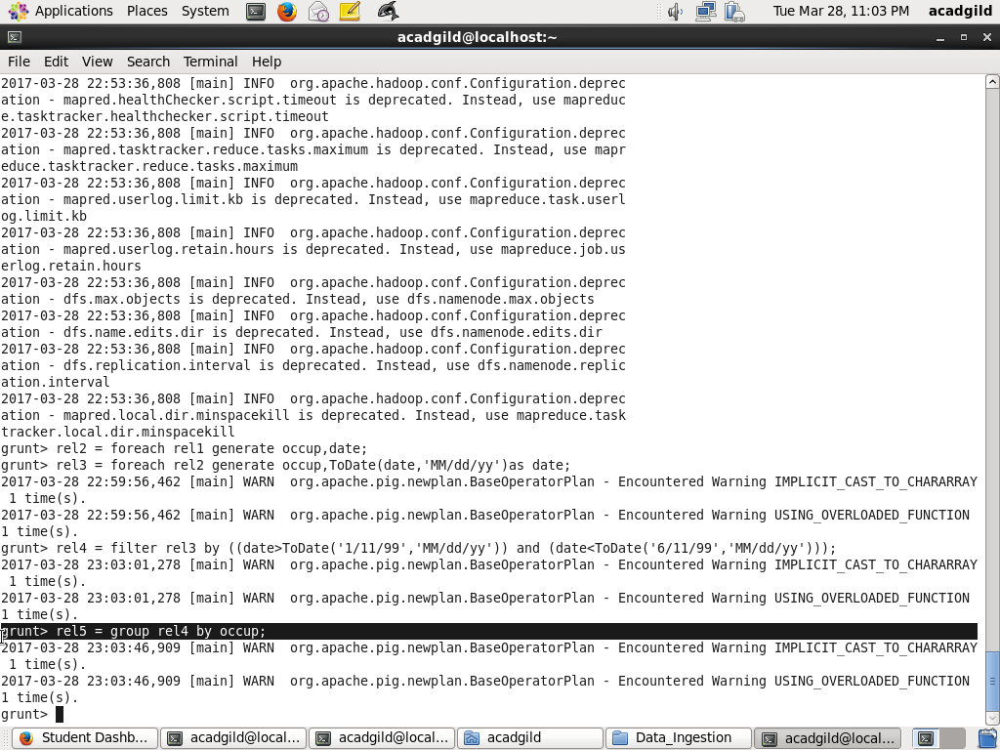 Applications Places System Tue Mar 28, 11:03 PM acadgild
acadgild@localhost:~
File Edit View Search Terminal Help
2017-03-28 22:53:36,808 [main] INFO  org.apache.hadoop.conf.Configuration.deprec
ation - mapred.healthChecker.script.timeout is deprecated. Instead, use mapreduc
e.tasktracker.healthchecker.script.timeout
2017-03-28 22:53:36,808 [main] INFO  org.apache.hadoop.conf.Configuration.deprec
ation - mapred.tasktracker.reduce.tasks.maximum is deprecated. Instead, use mapr
educe.tasktracker.reduce.tasks.maximum
2017-03-28 22:53:36,808 [main] INFO  org.apache.hadoop.conf.Configuration.deprec
ation - mapred.userlog.limit.kb is deprecated. Instead, use mapreduce.task.userl
og.limit.kb
2017-03-28 22:53:36,808 [main] INFO  org.apache.hadoop.conf.Configuration.deprec
ation - mapred.userlog.retain.hours is deprecated. Instead, use mapreduce.job.us
erlog.retain.hours
2017-03-28 22:53:36,808 [main] INFO  org.apache.hadoop.conf.Configuration.deprec
ation - dfs.max.objects is deprecated. Instead, use dfs.namenode.max.objects
2017-03-28 22:53:36,808 [main] INFO  org.apache.hadoop.conf.Configuration.deprec
ation - dfs.name.edits.dir is deprecated. Instead, use dfs.namenode.edits.dir
2017-03-28 22:53:36,808 [main] INFO  org.apache.hadoop.conf.Configuration.deprec
ation - dfs.replication.interval is deprecated. Instead, use dfs.namenode.replic
ation.interval
2017-03-28 22:53:36,808 [main] INFO  org.apache.hadoop.conf.Configuration.deprec
ation - mapred.local.dir.minspacekill is deprecated. Instead, use mapreduce.task
tracker.local.dir.minspacekill
grunt> rel2 = foreach rel1 generate occup,date;
grunt> rel3 = foreach rel2 generate occup,ToDate(date,'MM/dd/yy')as date;
2017-03-28 22:59:56,462 [main] WARN  org.apache.pig.newplan.BaseOperatorPlan - Encountered Warning IMPLICIT_CAST_TO_CHARARRAY
 1 time(s).
2017-03-28 22:59:56,462 [main] WARN  org.apache.pig.newplan.BaseOperatorPlan - Encountered Warning USING_OVERLOADED_FUNCTION
1 time(s).
grunt> rel4 = filter rel3 by ((date>ToDate('1/11/99','MM/dd/yy')) and (date<ToDate('6/11/99','MM/dd/yy')));
2017-03-28 23:03:01,278 [main] WARN  org.apache.pig.newplan.BaseOperatorPlan - Encountered Warning IMPLICIT_CAST_TO_CHARARRAY
 1 time(s).
2017-03-28 23:03:01,278 [main] WARN  org.apache.pig.newplan.BaseOperatorPlan - Encountered Warning USING_OVERLOADED_FUNCTION
1 time(s).
grunt> rel5 = group rel4 by occup;
2017-03-28 23:03:46,909 [main] WARN  org.apache.pig.newplan.BaseOperatorPlan - Encountered Warning IMPLICIT_CAST_TO_CHARARRAY
 1 time(s).
2017-03-28 23:03:46,909 [main] WARN  org.apache.pig.newplan.BaseOperatorPlan - Encountered Warning USING_OVERLOADED_FUNCTION
1 time(s).
grunt>
Student Dashb... acadgild@local... acadgild@local... acadgild Data_Ingestion acadgild@local...